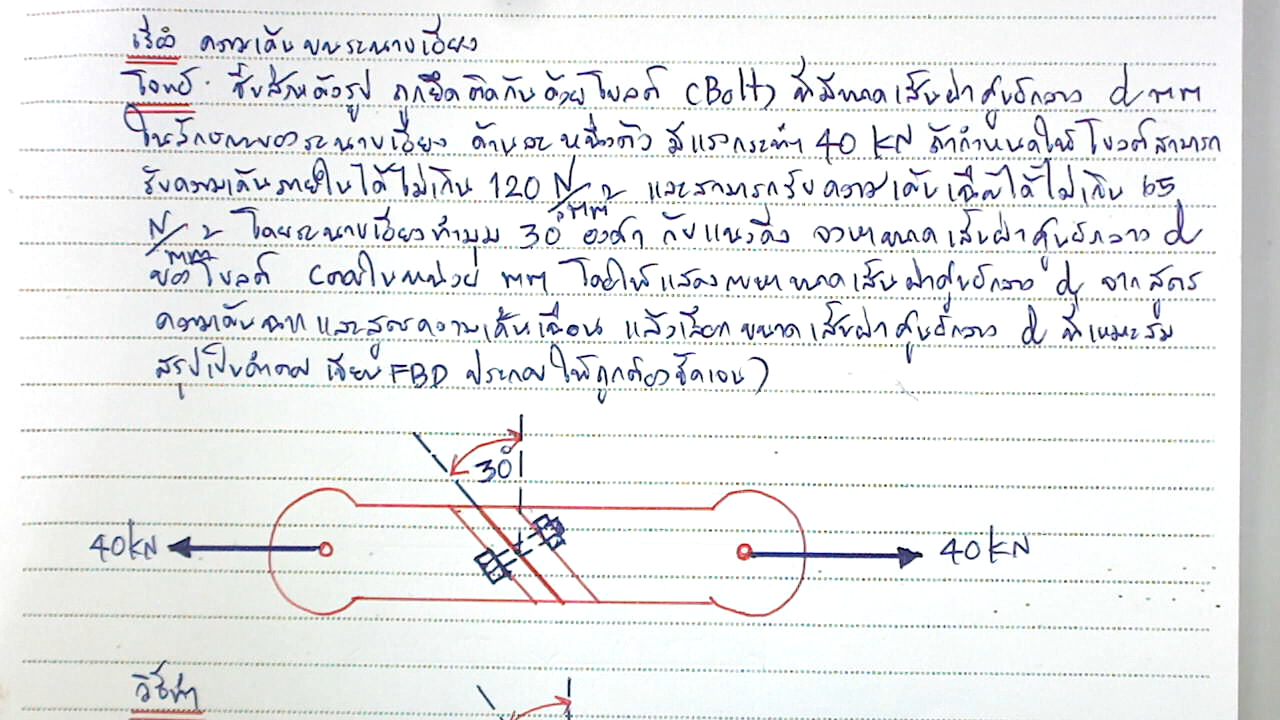 เรื่อง ความเค้นบนระนาบเอียง
โจทย์. ชิ้นส่วนดังรูป ถูกยึดติดกันด้วยโบลต์ (Bolt) ที่มีขนาดเส้นผ่าศูนย์กลาง d mm
ในลักษณะของระนาบเอียง ด้านละหนึ่งตัว มีแรงกระทำ 40 kN ถ้ากำหนดให้โบลต์สามารถ
รับความเค้นภายในได้ไม่เกิน 120 N/mm² และสามารถรับความเค้นเฉือนได้ไม่เกิน 65
N/mm² โดยระนาบเอียงทำมุม 30° องศา กับแนวดิ่ง จงหาขนาดเส้นผ่าศูนย์กลาง d
ของโบลต์ (ตอบในหน่วย mm โดยให้แสดงการหาขนาดเส้นผ่าศูนย์กลาง d จากสูตร
ความเค้นฉาก และสูตรความเค้นเฉือน แล้วเลือกขนาดเส้นผ่าศูนย์กลาง d ที่เหมาะสม
สรุปเป็นคำตอบ เขียน FBD ประกอบให้ถูกต้องชัดเจน)
30°
40kN
40kN
วิธีทำ